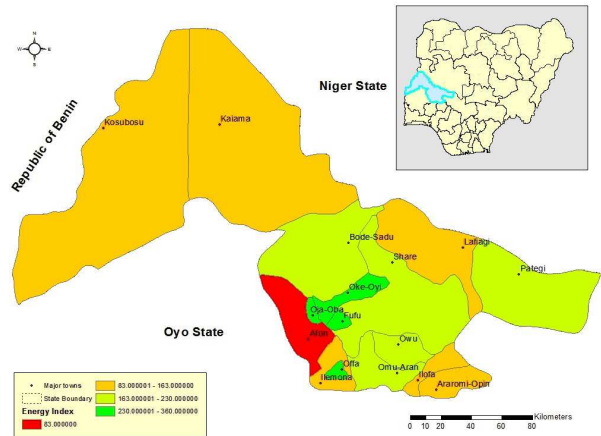 N
W E
S
Niger State
Republic of Benin
Kosubosu
Kaiama
Bode-Sadu
Lafiagi
Share
Pategi
Oke-Oyi
Oja-Oba
Fufu
Oyo State
Owu
Offa
Omu-Aran
Ilofa
Ilemona
Araromi-Opin
Major towns
83.000001 - 163.000000
State Boundary
163.000001 - 230.000000
Energy Index
230.000001 - 360.000000
83.000000
Kilometers
0 10 20 40 60 80